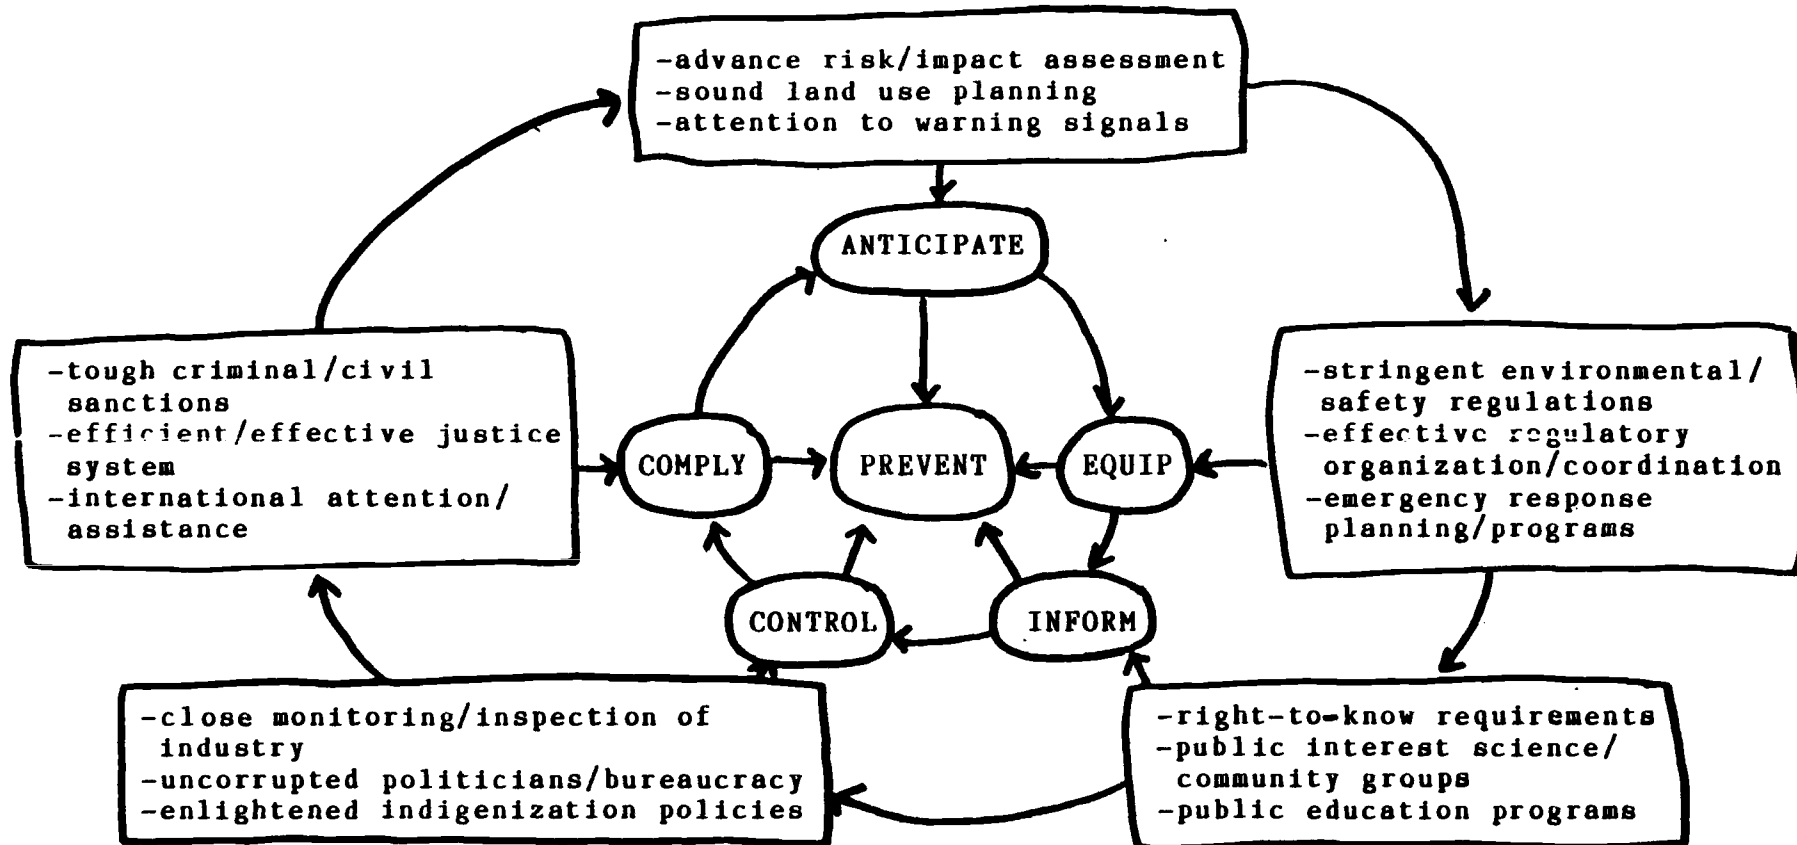 -advance risk/impact assessment
-sound land use planning
-attention to warning signals
ANTICIPATE
-tough criminal/civil
sanctions
-efficient/effective justice
system
-international attention/
assistance
COMPLY
PREVENT
EQUIP
-stringent environmental/
safety regulations
-effective regulatory
organization/coordination
-emergency response
planning/programs
CONTROL
INFORM
-close monitoring/inspection of
industry
-uncorrupted politicians/bureaucracy
-enlightened indigenization policies
-right-to-know requirements
-public interest science/
community groups
-public education programs